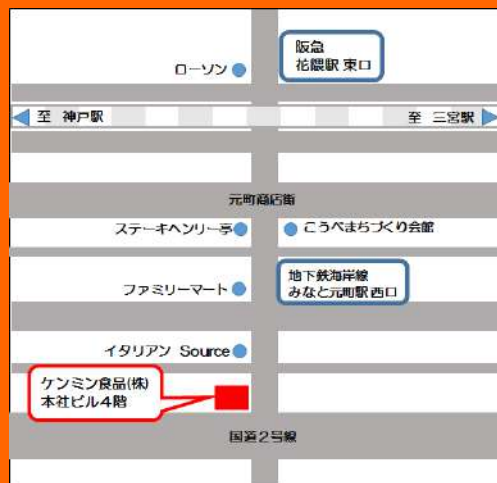 阪急
花隈駅 東口
ローソン
至 神戸駅
至 三宮駅
元町商店街
ステーキヘンリー亭
こうべまちづくり会館
地下鉄海岸線
みなと元町駅 西口
ファミリーマート
イタリアン Source
ケンミン食品(株)
本社ビル4階
国道2号線